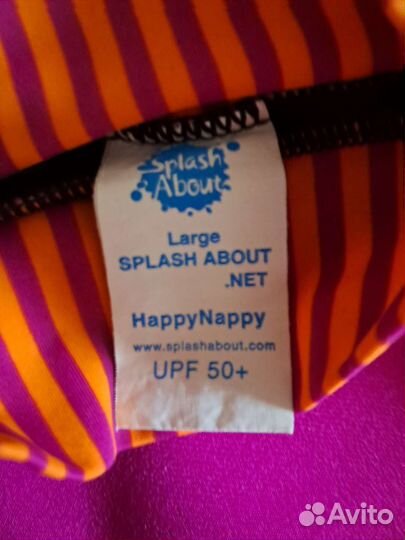 Splash
About
Large
SPLASH ABOUT
.NET
HappyNappy
www.splashabout.com
UPF 50+
Avito